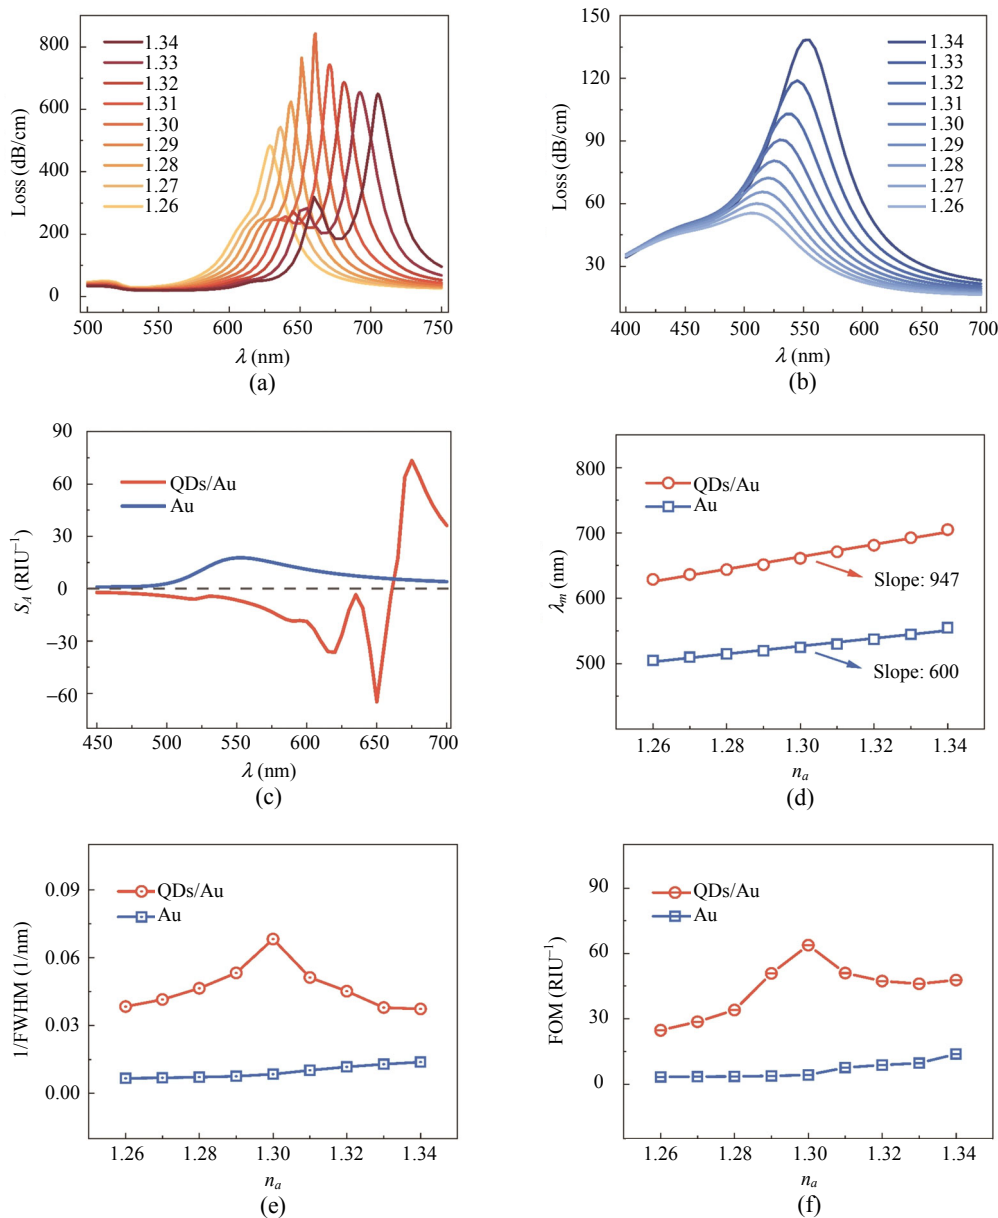 800
600
400
200
0
Loss (dB/cm)
1.34
1.33
1.32
1.31
1.30
1.29
1.28
1.27
1.26
500 550 600 650 700 750
λ (nm)
(a)
150
120
90
60
30
Loss (dB/cm)
1.34
1.33
1.32
1.31
1.30
1.29
1.28
1.27
1.26
400 450 500 550 600 650 700
λ (nm)
(b)
90
60
30
0
−30
−60
S_A (RIU⁻¹)
QDs/Au
Au
450 500 550 600 650 700
λ (nm)
(c)
800
700
600
500
λ_m (nm)
QDs/Au
Au
Slope: 947
Slope: 600
1.26 1.28 1.30 1.32 1.34
n_a
(d)
0.09
0.06
0.03
0.00
1/FWHM (1/nm)
QDs/Au
Au
1.26 1.28 1.30 1.32 1.34
n_a
(e)
90
60
30
0
FOM (RIU⁻¹)
QDs/Au
Au
1.26 1.28 1.30 1.32 1.34
n_a
(f)